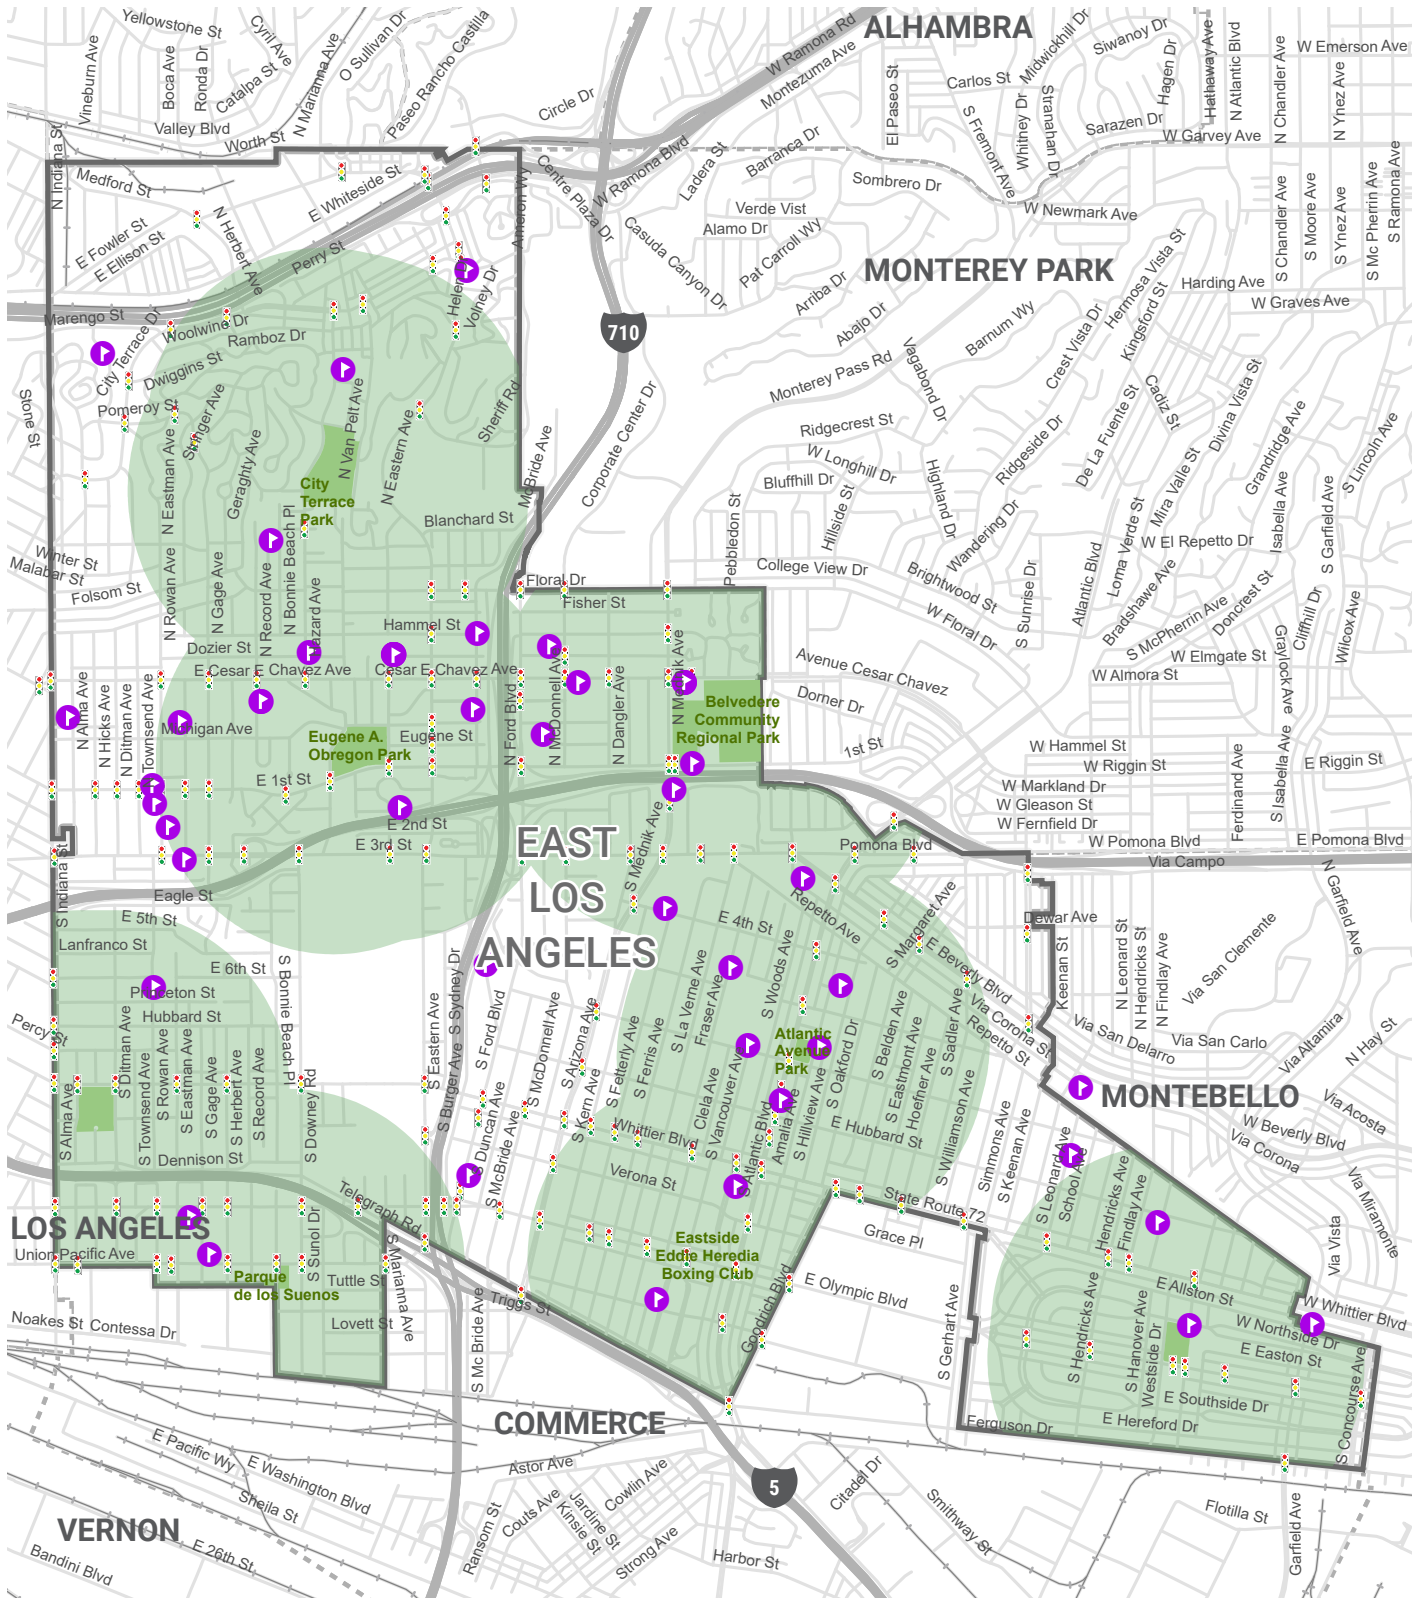 ALHAMBRA
Yellowstone St
Cyril Ave
O Sullivan Dr
Paseo Rancho Castilla
W Ramona Rd
Montezuma Ave
Midwickhill Dr
Siwanoy Dr
Hagen Dr
Hathaway Ave
N Atlantic Blvd
N Chandler Ave
W Emerson Ave
N Ynez Ave
Vineburn Ave
Boca Ave
Ronda Dr
Catalpa St
N Marianna Ave
Circle Dr
El Paseo St
Carlos St
S Fremont Ave
Whitney Dr
Stranahan Dr
Sarazen Dr
W Garvey Ave
Valley Blvd
Worth St
N Indiana St
Medford St
E Whiteside St
N Herbert Ave
E Fowler St
E Ellison St
Perry St
Ameron Wy
Centre Plaza Dr
W Ramona Blvd
Ladera St
Barranca Dr
Sombrero Dr
Verde Vist
Alamo Dr
Casuda Canyon Dr
Pat Carroll Wy
W Newmark Ave
S Chandler Ave
S Moore Ave
S Ynez Ave
S Mc Pherrin Ave
S Ramona Ave
MONTEREY PARK
Arriba Dr
Abajo Dr
Barnum Wy
Hermosa Vista St
Kingsford St
Crest Vista Dr
Harding Ave
W Graves Ave
Marengo St
Woolwine Dr
Ramboz Dr
City Terrace Dr
Dwiggins St
Volney Dr
710
Monterey Pass Rd
Vagabond Dr
Pomeroy St
Stringer Ave
Stone St
N Eastman Ave
Geraghty Ave
N Van Pelt Ave
N Eastern Ave
Sheriff Rd
McBride Ave
Corporate Center Dr
Ridgecrest St
W Longhill Dr
Bluffhill Dr
Hillside St
Highland Dr
Ridgeside Dr
Wandering Dr
De La Fuente St
Cadiz St
Mira Valle St
Divina Vista St
Grandridge Ave
S Lincoln Ave
City
Terrace
Park
Blanchard St
Pebbledon St
College View Dr
Brightwood St
W Floral Dr
S Sunrise Dr
Atlantic Blvd
Loma Verde St
W El Repetto Dr
Bradshawe Ave
Isabella Ave
S Garfield Ave
Winter St
Malabar St
Folsom St
N Rowan Ave
N Gage Ave
N Record Ave
N Bonnie Beach Pl
Floral Dr
Fisher St
Hammel St
Dozier St
E Cesar E Chavez Ave
Cesar E Chavez Ave
Avenue Cesar Chavez
Dorner Dr
1st St
S McPherrin Ave
Doncrest St
W Elmgate St
W Almora St
Graylock Ave
Cliffhill Dr
Wilcox Ave
N Alma Ave
N Hicks Ave
N Ditman Ave
Townsend Ave
Michigan Ave
Eugene A.
Obregon Park
Eugene St
N Ford Blvd
N McDonnell Ave
N Dangler Ave
Belvedere
Community
Regional Park
W Hammel St
W Riggin St
W Markland Dr
W Gleason St
W Fernfield Dr
W Pomona Blvd
Ferdinand Ave
S Isabella Ave
E Riggin St
E Pomona Blvd
E 1st St
E 2nd St
E 3rd St
Pomona Blvd
Via Campo
EAST
LOS
ANGELES
S Indiana St
Eagle St
E 5th St
Lanfranco St
E 6th St
Princeton St
Hubbard St
S Mednik Ave
Repetto Ave
E 4th St
S Margaret Ave
E Beverly Blvd
Dewar Ave
Keenan St
N Leonard St
N Hendricks St
N Findlay Ave
Via San Clemente
N Garfield Ave
Percy St
S Ditman Ave
S Townsend Ave
S Rowan Ave
S Eastman Ave
S Gage Ave
S Herbert Ave
S Record Ave
S Bonnie Beach Pl
S Downey Rd
S Alma Ave
Dennison St
S Eastern Ave
S Burger Ave
S Sydney Dr
S Ford Blvd
S McDonnell Ave
S Arizona Ave
S Kern Ave
S Fetterly Ave
S Ferris Ave
S La Verne Ave
Fraser Ave
S Woods Ave
Atlantic
Avenue
Park
S Oakford Dr
S Belden Ave
S Eastmont Ave
Hoefner Ave
S Sadler Ave
S Williamson Ave
Via Corona St
Repetto St
Via San Delarro
Via San Carlo
Via Altamira
N Hay St
MONTEBELLO
Via Acosta
W Beverly Blvd
Via Corona
Via Miramonte
Via Vista
S Duncan Ave
S McBride Ave
Whittier Blvd
Clela Ave
S Vancouver Ave
S Atlantic Blvd
Amalia Ave
S Hillview Ave
E Hubbard St
Verona St
Simmons Ave
S Keenan Ave
S Leonard Ave
School Ave
Hendricks Ave
Findlay Ave
Telegraph Rd
State Route 72
Grace Pl
LOS ANGELES
Union Pacific Ave
S Sunol Dr
Parque
de los Suenos
Tuttle St
Lovett St
S Marianna Ave
Eastside
Eddie Heredia
Boxing Club
Triggs St
Goodrich Blvd
E Olympic Blvd
E Allston St
W Whittier Blvd
W Northside Dr
E Easton St
Noakes St
Contessa Dr
S Mc Bride Ave
S Gerhart Ave
S Hendricks Ave
S Hanover Ave
Westside Dr
E Southside Dr
E Hereford Dr
S Concourse Ave
Ferguson Dr
COMMERCE
E Pacific Wy
E Washington Blvd
Sheila St
Astor Ave
Cowlin Ave
5
Citadel Dr
Smithway St
Flotilla St
Garfield Ave
VERNON
E 26th St
Bandini Blvd
Ransom St
Couts Ave
Jardine St
Kinsie St
Strong Ave
Harbor St